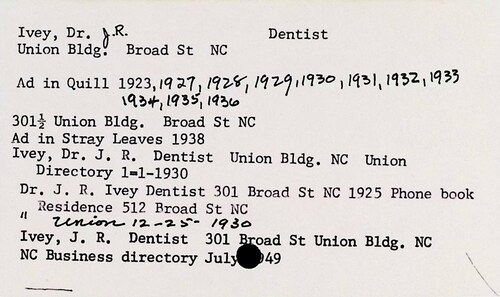 Ivey, Dr. J.R. Dentist
Union Bldg. Broad St NC
Ad in Quill 1923, 1927, 1928, 1929, 1930, 1931, 1932, 1933
1934, 1935, 1936
301½ Union Bldg. Broad St NC
Ad in Stray Leaves 1938
Ivey, Dr. J. R. Dentist Union Bldg. NC Union
Directory 1=1-1930
Dr. J. R. Ivey Dentist 301 Broad St NC 1925 Phone book
" Residence 512 Broad St NC
Union 12-25-1930
Ivey, J. R. Dentist 301 Broad St Union Bldg. NC
NC Business directory July 49